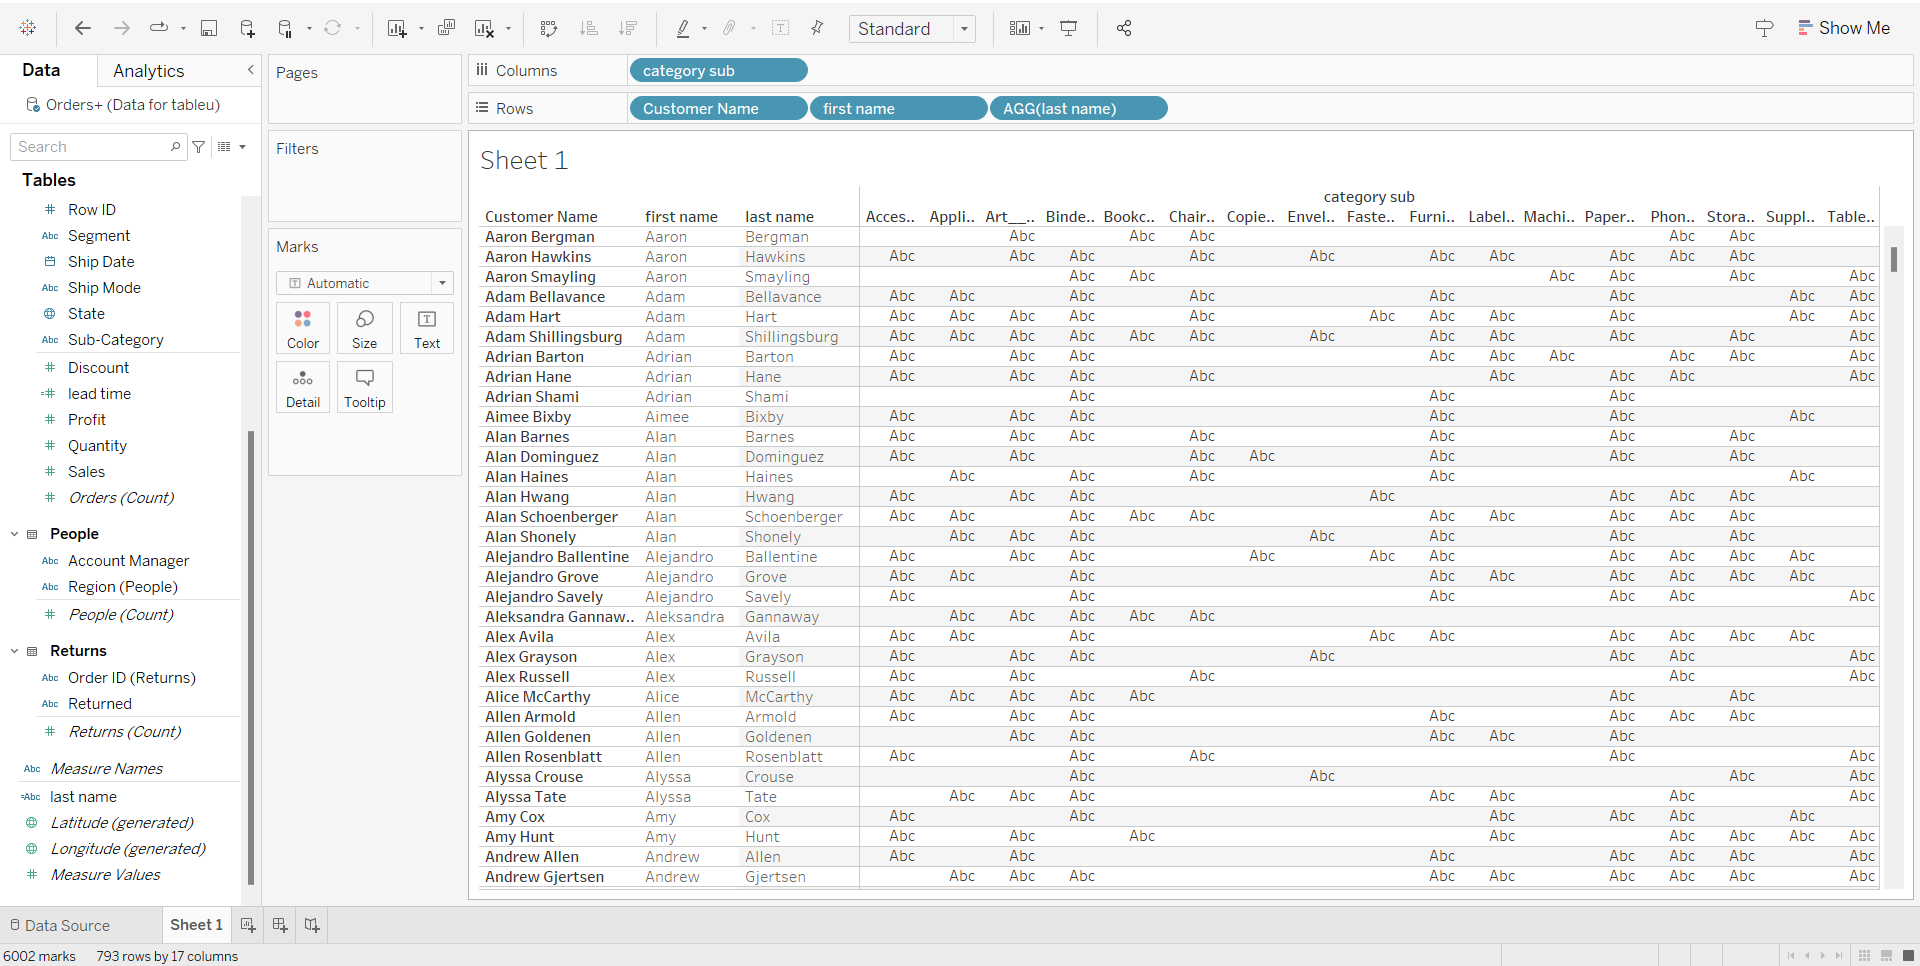 Standard
Show Me
Data
Analytics
Orders+ (Data for tableu)
Search
Tables
Row ID
Abc Segment
Ship Date
Abc Ship Mode
State
Abc Sub-Category
Discount
lead time
Profit
Quantity
Sales
Orders (Count)
People
Abc Account Manager
Abc Region (People)
People (Count)
Returns
Abc Order ID (Returns)
Abc Returned
Returns (Count)
Abc Measure Names
=Abc last name
Latitude (generated)
Longitude (generated)
Measure Values
Pages
Filters
Marks
Automatic
Color Size Text
Detail Tooltip
Columns category sub
Rows Customer Name first name AGG(last name)
Sheet 1
category sub
Customer Name first name last name Acces.. Appli.. Art__.. Binde.. Bookc.. Chair.. Copie.. Envel.. Faste.. Furni.. Label.. Machi.. Paper.. Phon.. Stora.. Suppl.. Table..
Aaron Bergman Aaron Bergman Abc Abc Abc Abc Abc
Aaron Hawkins Aaron Hawkins Abc Abc Abc Abc Abc Abc Abc Abc Abc Abc
Aaron Smayling Aaron Smayling Abc Abc Abc Abc Abc Abc
Adam Bellavance Adam Bellavance Abc Abc Abc Abc Abc Abc Abc Abc
Adam Hart Adam Hart Abc Abc Abc Abc Abc Abc Abc Abc Abc Abc Abc
Adam Shillingsburg Adam Shillingsburg Abc Abc Abc Abc Abc Abc Abc Abc Abc Abc Abc Abc
Adrian Barton Adrian Barton Abc Abc Abc Abc Abc Abc Abc Abc Abc
Adrian Hane Adrian Hane Abc Abc Abc Abc Abc Abc Abc Abc
Adrian Shami Adrian Shami Abc Abc Abc
Aimee Bixby Aimee Bixby Abc Abc Abc Abc Abc Abc
Alan Barnes Alan Barnes Abc Abc Abc Abc Abc Abc Abc
Alan Dominguez Alan Dominguez Abc Abc Abc Abc Abc Abc Abc
Alan Haines Alan Haines Abc Abc Abc Abc Abc
Alan Hwang Alan Hwang Abc Abc Abc Abc Abc Abc Abc
Alan Schoenberger Alan Schoenberger Abc Abc Abc Abc Abc Abc Abc Abc Abc Abc
Alan Shonely Alan Shonely Abc Abc Abc Abc Abc Abc Abc
Alejandro Ballentine Alejandro Ballentine Abc Abc Abc Abc Abc Abc Abc Abc Abc Abc
Alejandro Grove Alejandro Grove Abc Abc Abc Abc Abc Abc Abc Abc Abc
Alejandro Savely Alejandro Savely Abc Abc Abc Abc Abc Abc
Aleksandra Gannaw.. Aleksandra Gannaway Abc Abc Abc Abc Abc
Alex Avila Alex Avila Abc Abc Abc Abc Abc Abc Abc Abc Abc
Alex Grayson Alex Grayson Abc Abc Abc Abc Abc Abc Abc
Alex Russell Alex Russell Abc Abc Abc Abc Abc
Alice McCarthy Alice McCarthy Abc Abc Abc Abc Abc Abc Abc
Allen Armold Allen Armold Abc Abc Abc Abc Abc Abc Abc
Allen Goldenen Allen Goldenen Abc Abc Abc Abc Abc
Allen Rosenblatt Allen Rosenblatt Abc Abc Abc Abc Abc
Alyssa Crouse Alyssa Crouse Abc Abc Abc Abc
Alyssa Tate Alyssa Tate Abc Abc Abc Abc Abc Abc Abc
Amy Cox Amy Cox Abc Abc Abc Abc Abc Abc
Amy Hunt Amy Hunt Abc Abc Abc Abc Abc Abc Abc Abc
Andrew Allen Andrew Allen Abc Abc Abc Abc Abc Abc Abc
Andrew Gjertsen Andrew Gjertsen Abc Abc Abc Abc Abc Abc Abc Abc Abc
Data Source Sheet 1
6002 marks 793 rows by 17 columns